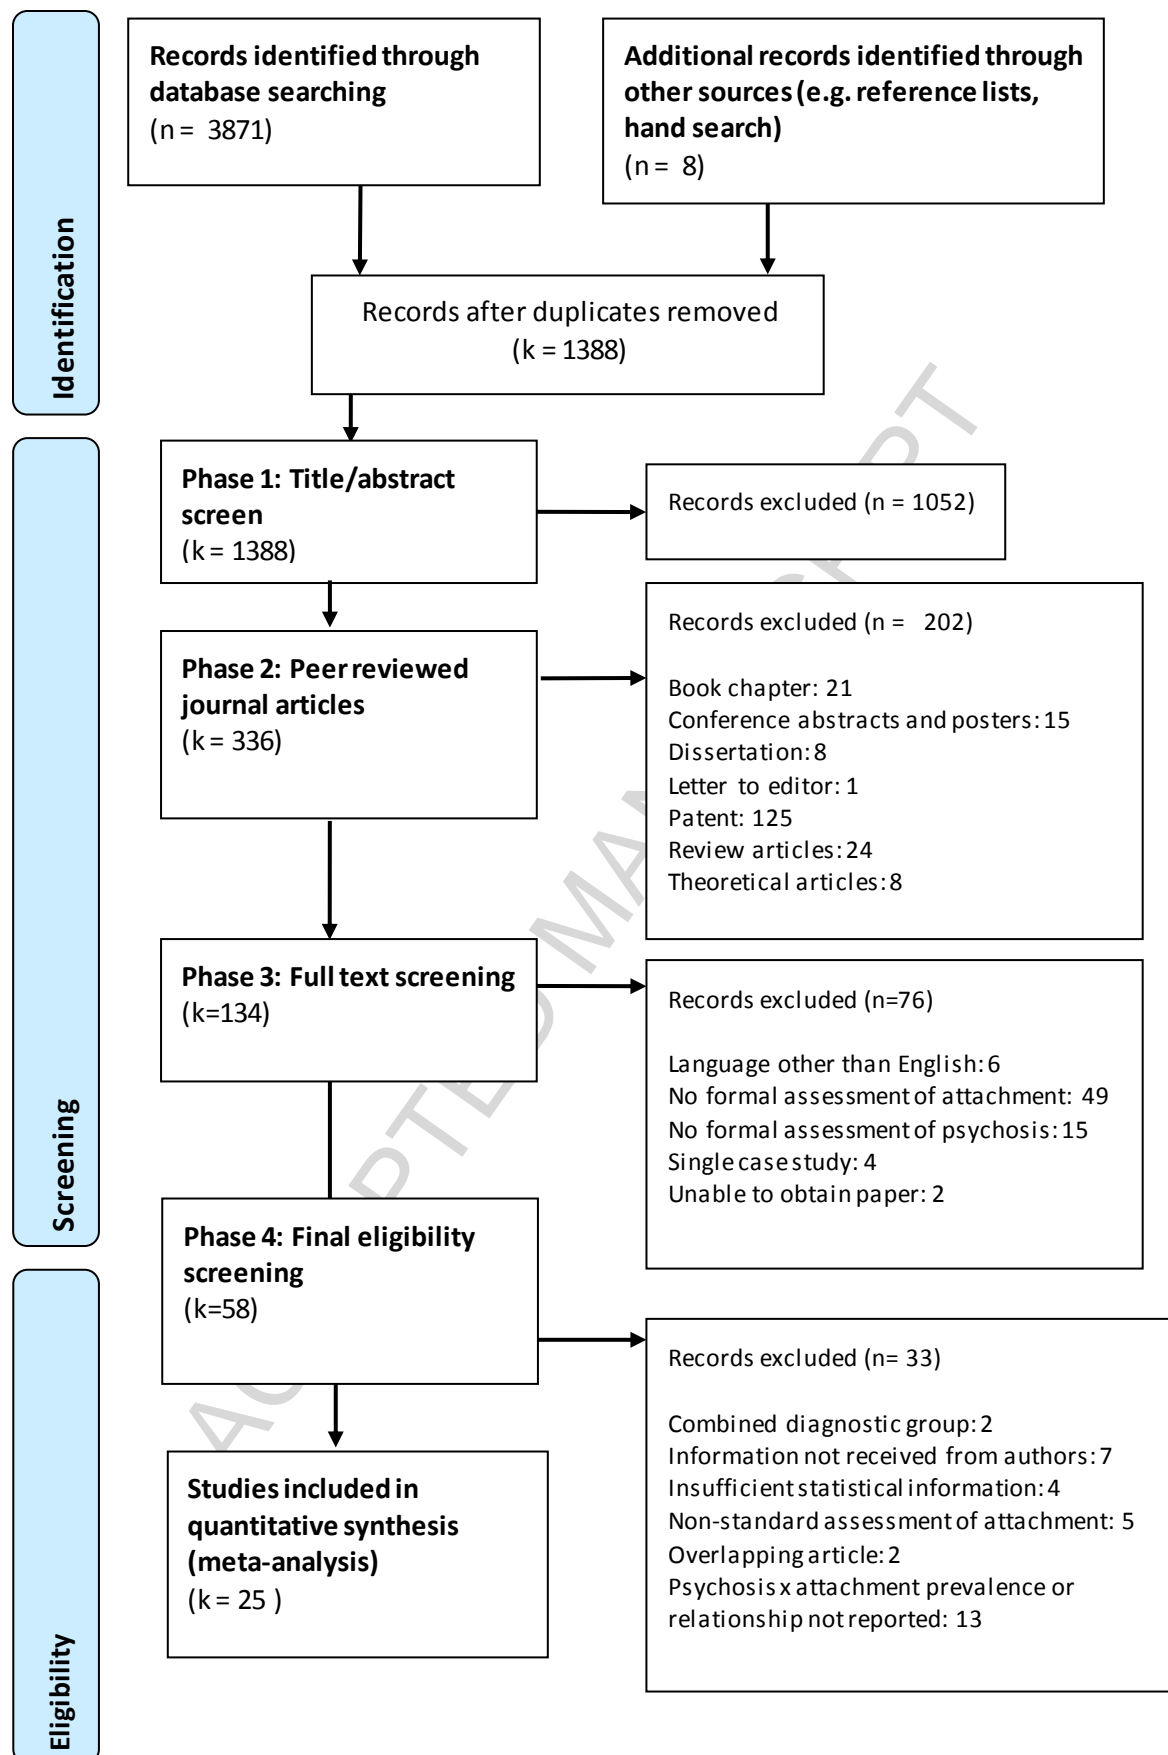 Records identified through
database searching
(n = 3871)
Additional records identified through
other sources (e.g. reference lists,
hand search)
(n = 8)
Identification
Records after duplicates removed
(k = 1388)
Phase 1: Title/abstract
screen
(k = 1388)
Records excluded (n = 1052)
Phase 2: Peer reviewed
journal articles
(k = 336)
Records excluded (n = 202)
Book chapter: 21
Conference abstracts and posters: 15
Dissertation: 8
Letter to editor: 1
Patent: 125
Review articles: 24
Theoretical articles: 8
Screening
Phase 3: Full text screening
(k=134)
Records excluded (n=76)
Language other than English: 6
No formal assessment of attachment: 49
No formal assessment of psychosis: 15
Single case study: 4
Unable to obtain paper: 2
Phase 4: Final eligibility
screening
(k=58)
Records excluded (n= 33)
Combined diagnostic group: 2
Information not received from authors: 7
Insufficient statistical information: 4
Non-standard assessment of attachment: 5
Overlapping article: 2
Psychosis x attachment prevalence or
relationship not reported: 13
Eligibility
Studies included in
quantitative synthesis
(meta-analysis)
(k = 25 )
ACCEPTED MANUSCRIPT